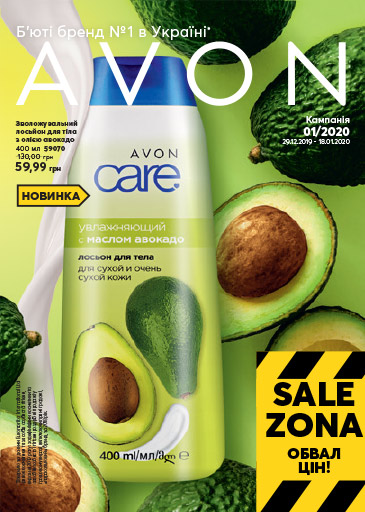 Б'юті бренд №1 в Україні*
AVON
Кампанія
01/2020
29.12.2019 - 18.01.2020
Зволожувальний
лосьйон для тіла
з олією авокадо
400 мл 59070
130,00 грн
59,99 грн
НОВИНКА
AVON
care
увлажняющий
с маслом авокадо
лосьон для тела
для сухой и очень
сухой кожи
400 ml/мл/მლ e
SALE
ZONA
ОБВАЛ
ЦІН!